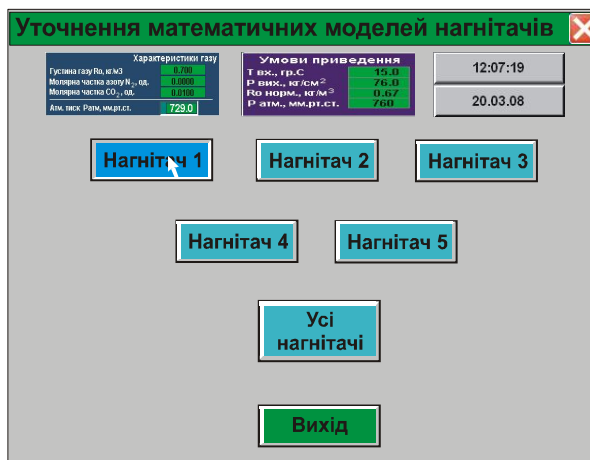 Уточнення математичних моделей нагнітачів
Характеристики газу
Густина газу Ro, кг/м3 0.700
Молярна частка азоту N2, од. 0.0000
Молярна частка CO2, од. 0.0100
Атм. тиск Ратм, мм.рт.ст. 729.0
Умови приведення
Т вх., гр.С 15.0
Р вих., кг/см2 76.0
Ro норм., кг/м3 0.67
Р атм., мм.рт.ст. 760
12:07:19
20.03.08
Нагнітач 1 Нагнітач 2 Нагнітач 3
Нагнітач 4 Нагнітач 5
Усі
нагнітачі
Вихід